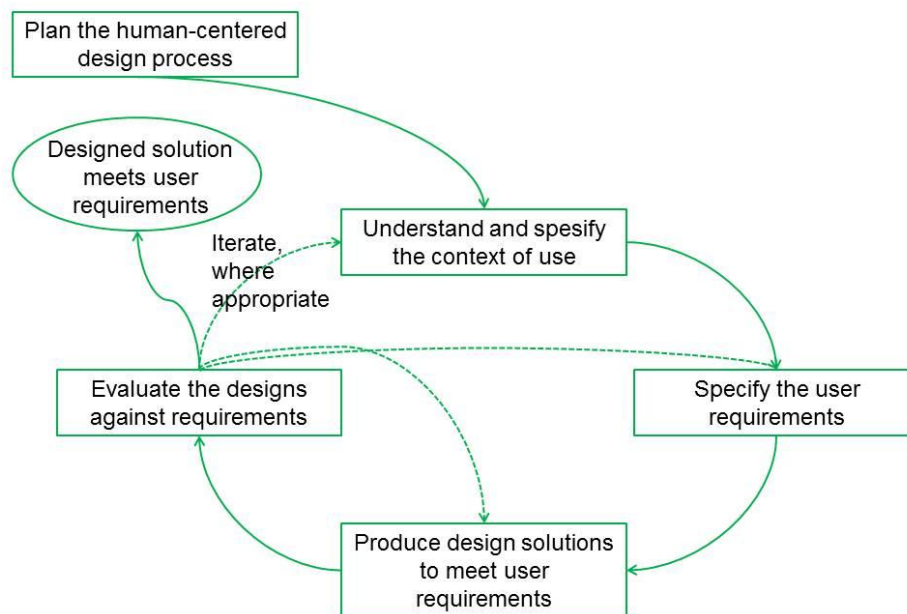 Plan the human-centered
design process
Designed solution
meets user
requirements
Understand and spesify
the context of use
Iterate,
where
appropriate
Evaluate the designs
against requirements
Specify the user
requirements
Produce design solutions
to meet user
requirements